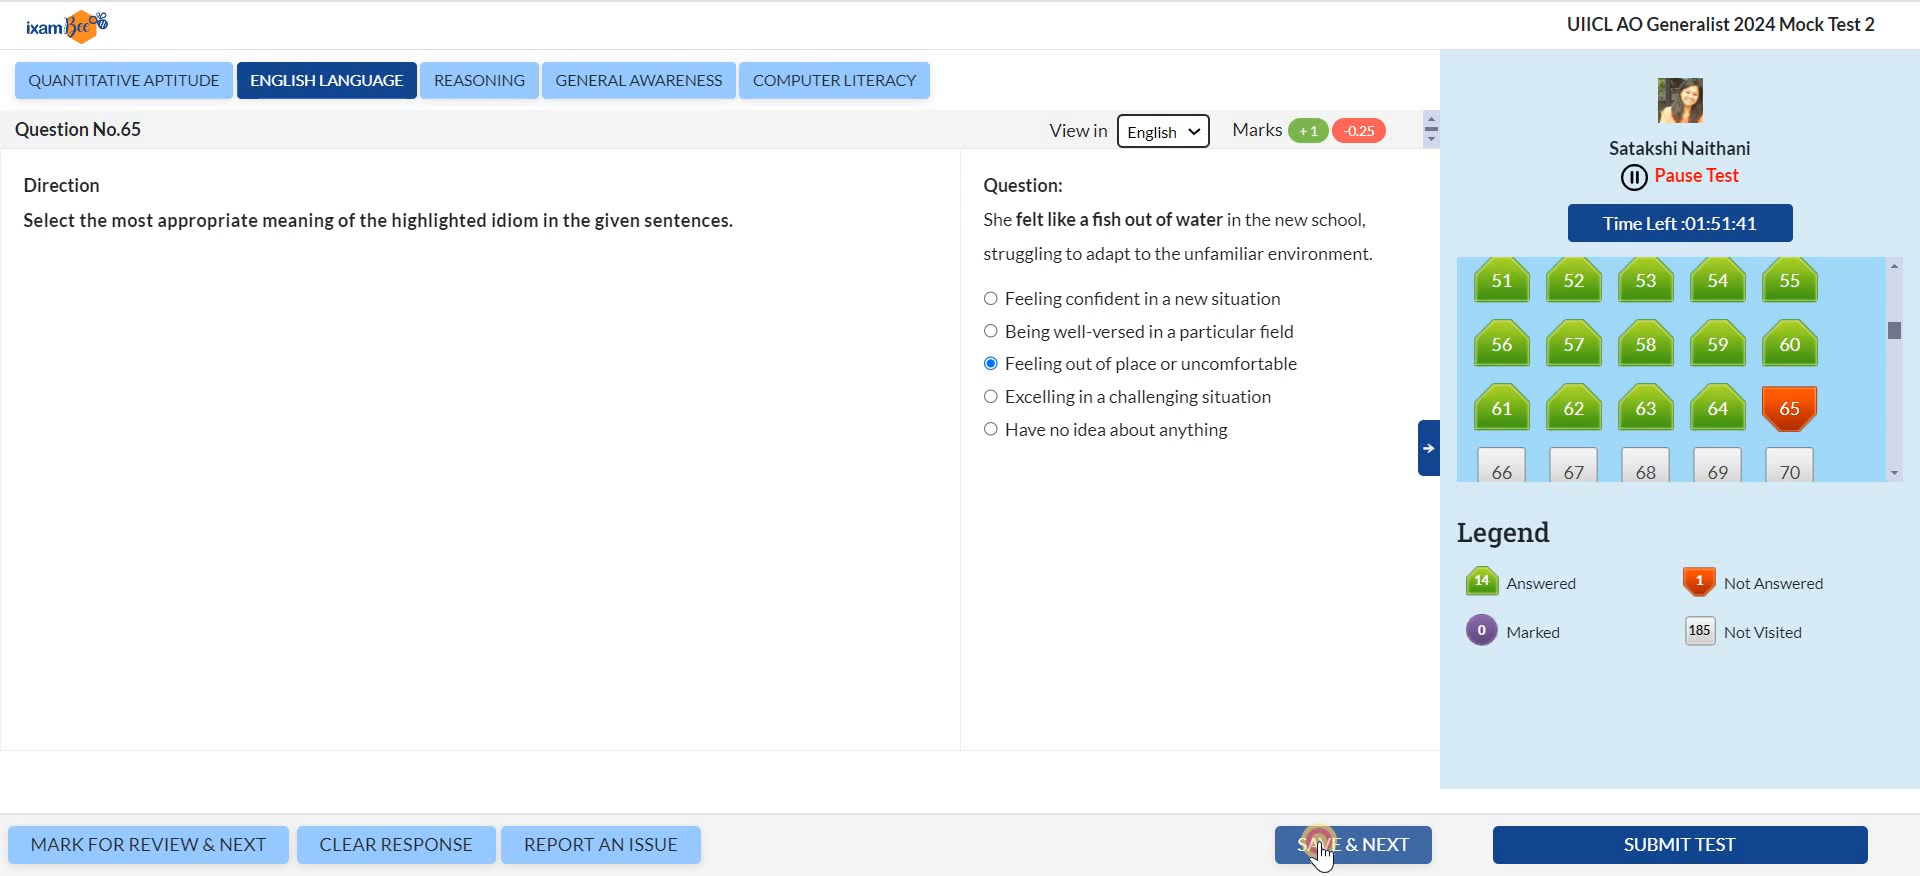 ixamBee
UIICL AO Generalist 2024 Mock Test 2
QUANTITATIVE APTITUDE
ENGLISH LANGUAGE
REASONING
GENERAL AWARENESS
COMPUTER LITERACY
Question No.65
View in
English
Marks
+1
-0.25
Direction
Select the most appropriate meaning of the highlighted idiom in the given sentences.
Question:
She felt like a fish out of water in the new school,
struggling to adapt to the unfamiliar environment.
Feeling confident in a new situation
Being well-versed in a particular field
Feeling out of place or uncomfortable
Excelling in a challenging situation
Have no idea about anything
Satakshi Naithani
Pause Test
Time Left :01:51:41
51 52 53 54 55
56 57 58 59 60
61 62 63 64 65
66 67 68 69 70
Legend
14 Answered
1 Not Answered
0 Marked
185 Not Visited
MARK FOR REVIEW & NEXT
CLEAR RESPONSE
REPORT AN ISSUE
SAVE & NEXT
SUBMIT TEST